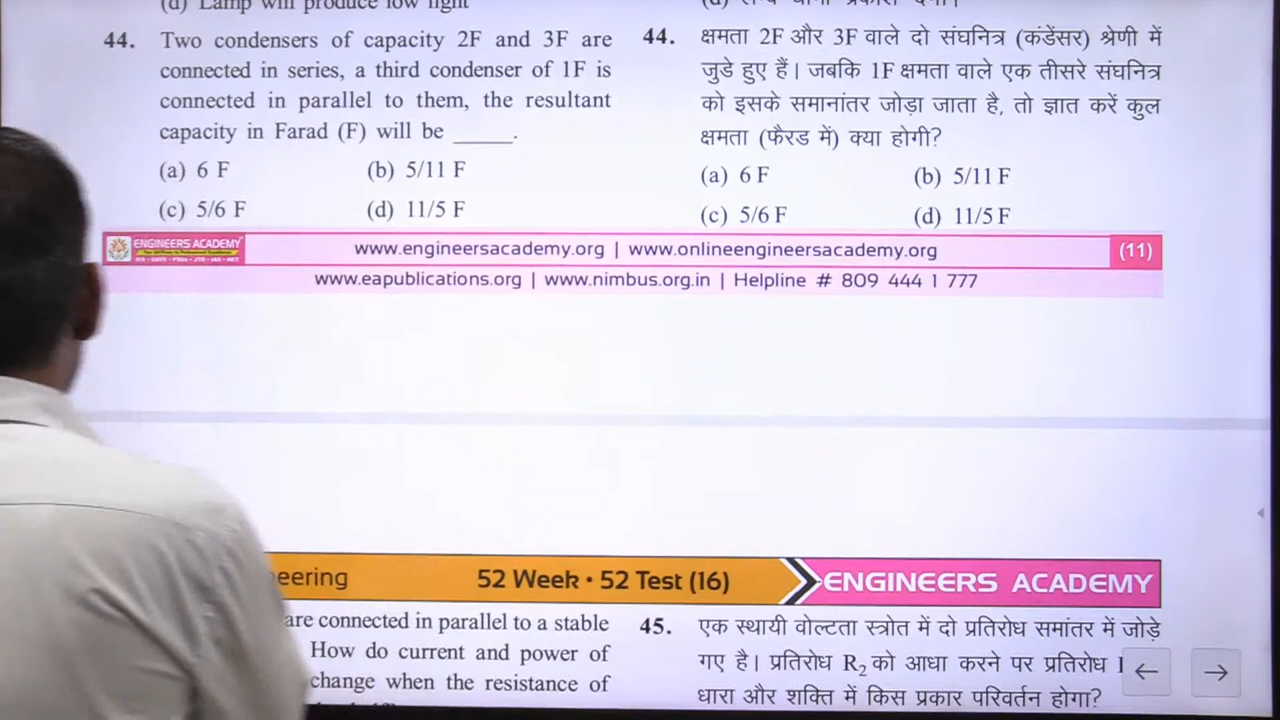 (d) Lamp will produce low light
44. Two condensers of capacity 2F and 3F are
connected in series, a third condenser of 1F is
connected in parallel to them, the resultant
capacity in Farad (F) will be _____.
(a) 6 F (b) 5/11 F
(c) 5/6 F (d) 11/5 F
44. क्षमता 2F और 3F वाले दो संघनित्र (कंडेंसर) श्रेणी में
जुडे हुए हैं। जबकि 1F क्षमता वाले एक तीसरे संघनित्र
को इसके समानांतर जोड़ा जाता है, तो ज्ञात करें कुल
क्षमता (फैरड में) क्या होगी?
(a) 6 F (b) 5/11 F
(c) 5/6 F (d) 11/5 F
ENGINEERS ACADEMY
www.engineersacademy.org | www.onlineengineersacademy.org
(11)
www.eapublications.org | www.nimbus.org.in | Helpline # 809 444 1 777
eering 52 Week • 52 Test (16) ENGINEERS ACADEMY
are connected in parallel to a stable
How do current and power of
change when the resistance of
45. एक स्थायी वोल्टता स्त्रोत में दो प्रतिरोध समांतर में जोड़े
गए है। प्रतिरोध R2 को आधा करने पर प्रतिरोध
धारा और शक्ति में किस प्रकार परिवर्तन होगा?